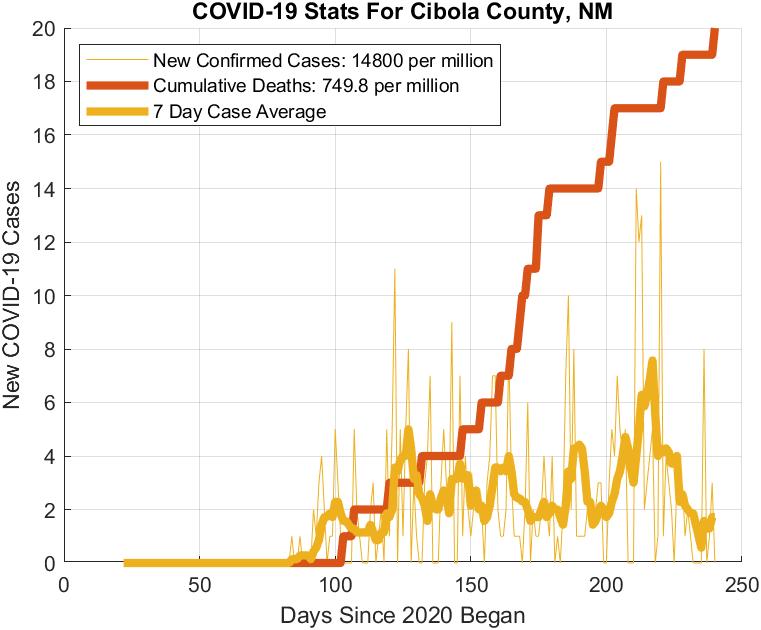 COVID-19 Stats For Cibola County, NM
New Confirmed Cases: 14800 per million
Cumulative Deaths: 749.8 per million
7 Day Case Average
New COVID-19 Cases
20
18
16
14
12
10
8
6
4
2
0
0 50 100 150 200 250
Days Since 2020 Began